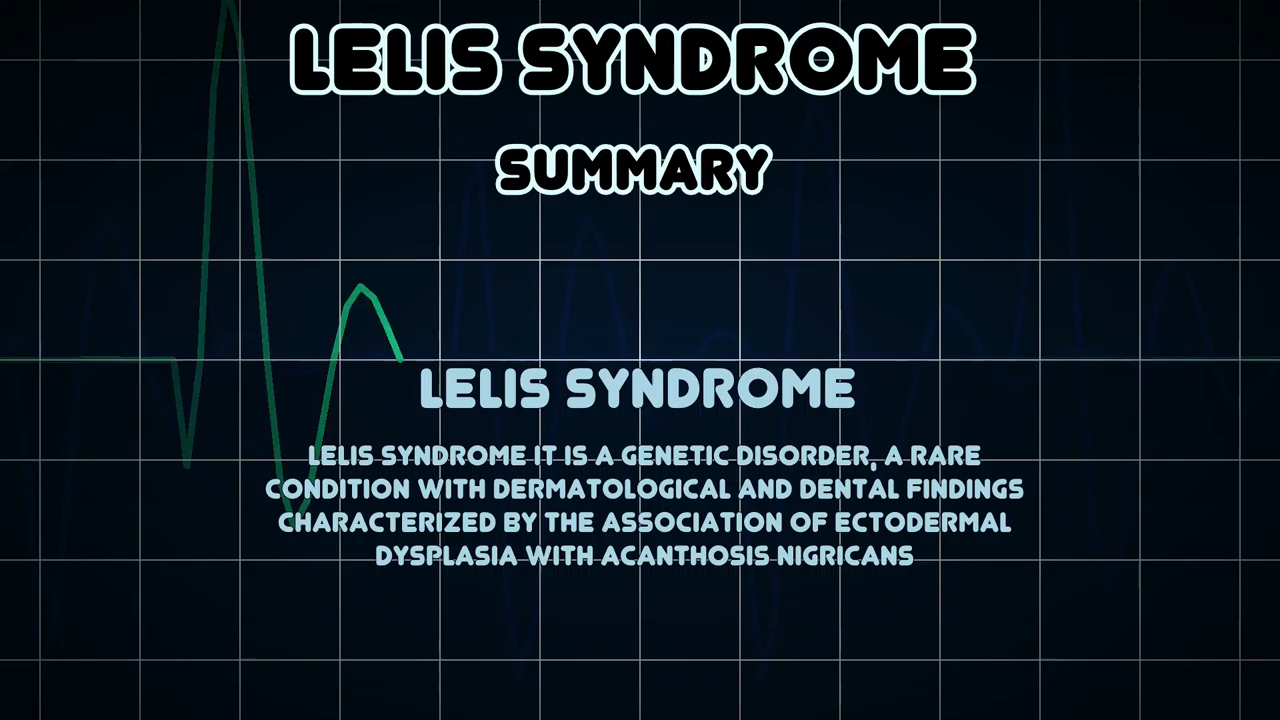 LELIS SYNDROME
SUMMARY
LELIS SYNDROME
LELIS SYNDROME IT IS A GENETIC DISORDER, A RARE
CONDITION WITH DERMATOLOGICAL AND DENTAL FINDINGS
CHARACTERIZED BY THE ASSOCIATION OF ECTODERMAL
DYSPLASIA WITH ACANTHOSIS NIGRICANS